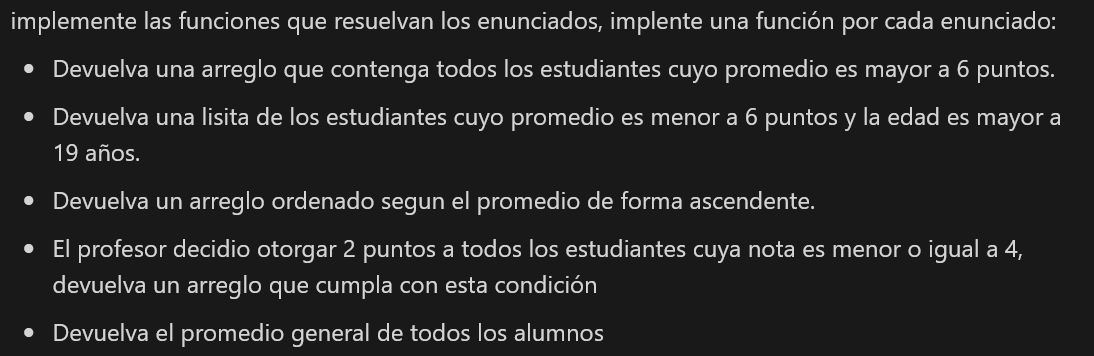 implemente las funciones que resuelvan los enunciados, implente una función por cada enunciado:
• Devuelva una arreglo que contenga todos los estudiantes cuyo promedio es mayor a 6 puntos.
• Devuelva una lisita de los estudiantes cuyo promedio es menor a 6 puntos y la edad es mayor a
19 años.
• Devuelva un arreglo ordenado segun el promedio de forma ascendente.
• El profesor decidio otorgar 2 puntos a todos los estudiantes cuya nota es menor o igual a 4,
devuelva un arreglo que cumpla con esta condición
• Devuelva el promedio general de todos los alumnos